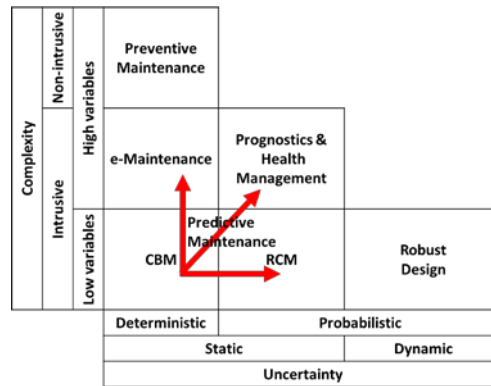 Complexity
Non-intrusive
Intrusive
High variables
Low variables
Preventive
Maintenance
e-Maintenance
Prognostics &
Health
Management
Predictive
Maintenance
CBM
RCM
Robust
Design
Deterministic
Probabilistic
Static
Dynamic
Uncertainty